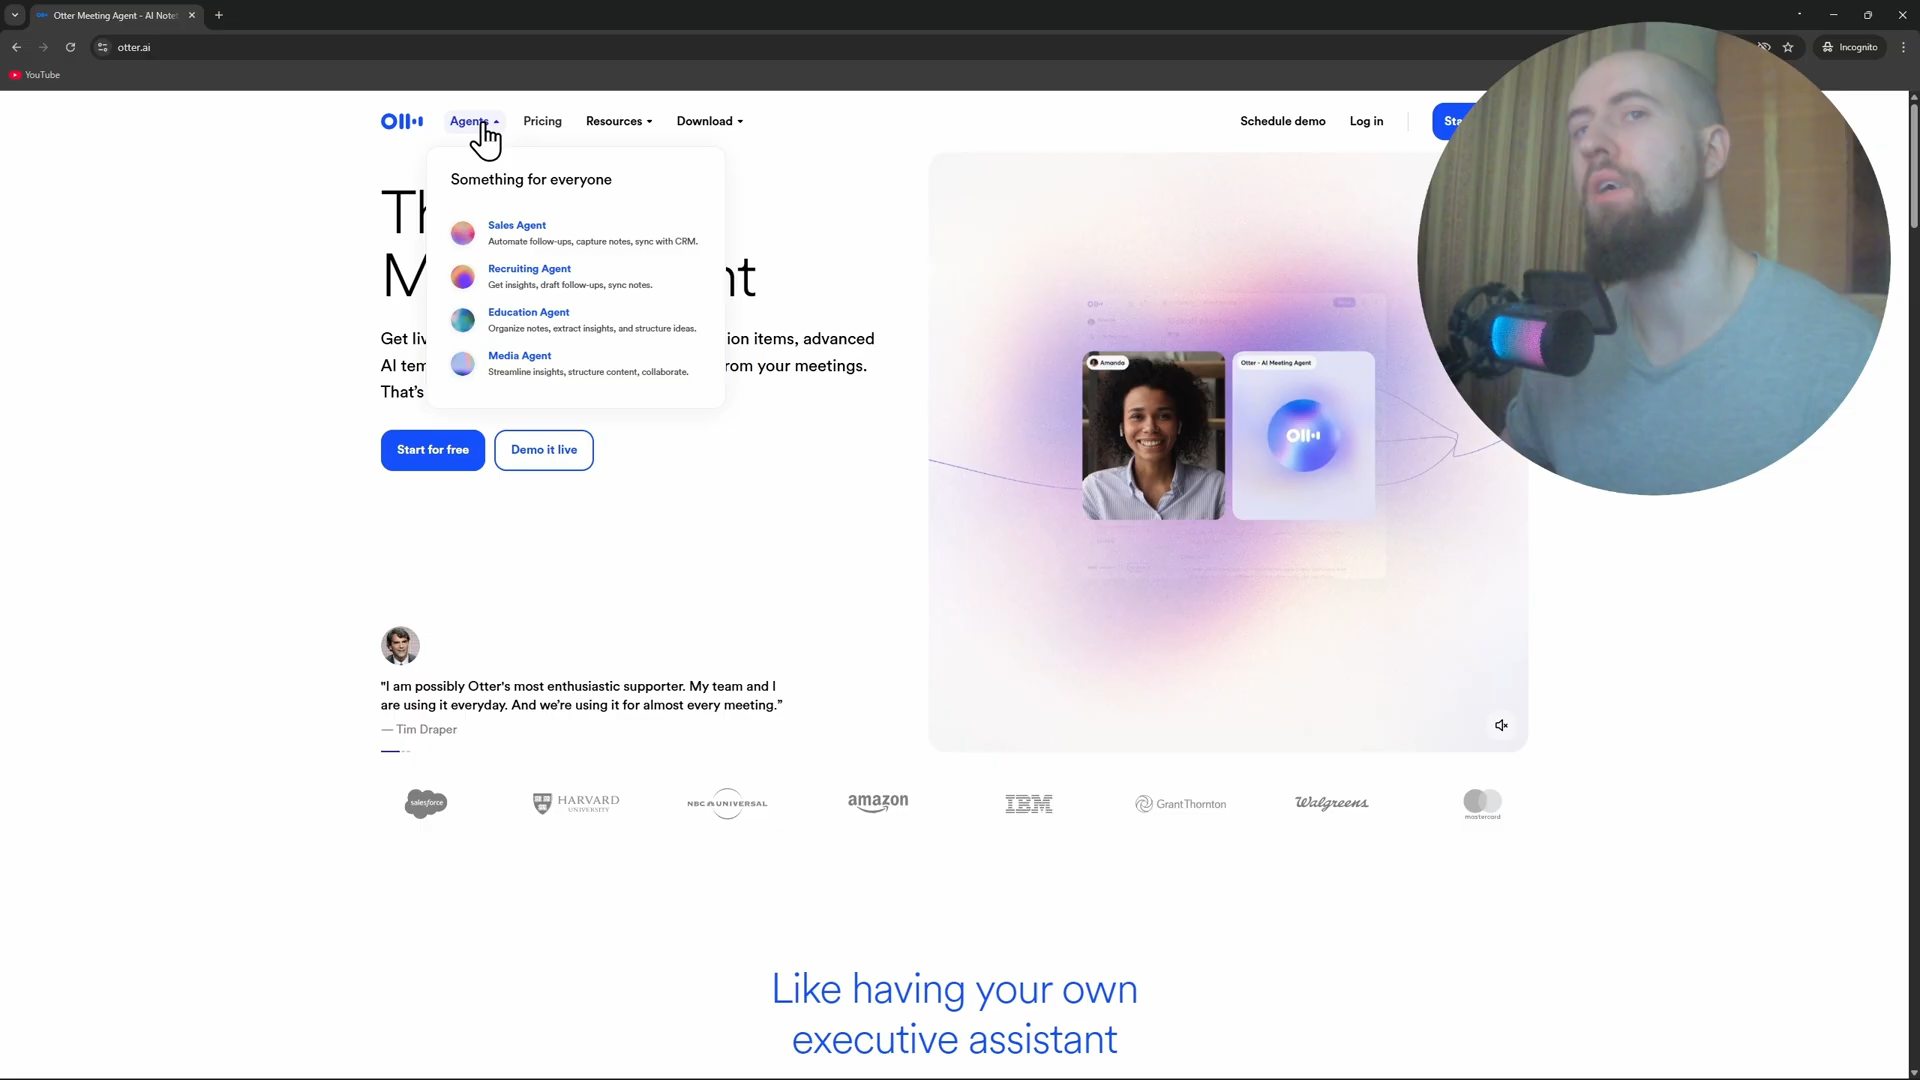 Otter Meeting Agent - AI Note
otter.ai
Incognito
YouTube
Agents
Pricing
Resources
Download
Schedule demo
Log in
Something for everyone
Sales Agent
Automate follow-ups, capture notes, sync with CRM.
Recruiting Agent
Get insights, draft follow-ups, sync notes.
Education Agent
Organize notes, extract insights, and structure ideas.
Media Agent
Streamline insights, structure content, collaborate.
ion items, advanced
AI
rom your meetings.
That's
Start for free
Demo it live
Amanda
Otter - AI Meeting Agent
"I am possibly Otter's most enthusiastic supporter. My team and I
are using it everyday. And we're using it for almost every meeting."
— Tim Draper
salesforce
HARVARD
UNIVERSITY
NBC UNIVERSAL
amazon
IBM
GrantThornton
Walgreens
mastercard
Like having your own
executive assistant